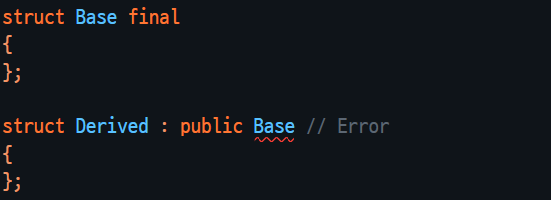 struct Base final
{
};
struct Derived : public Base // Error
{
};